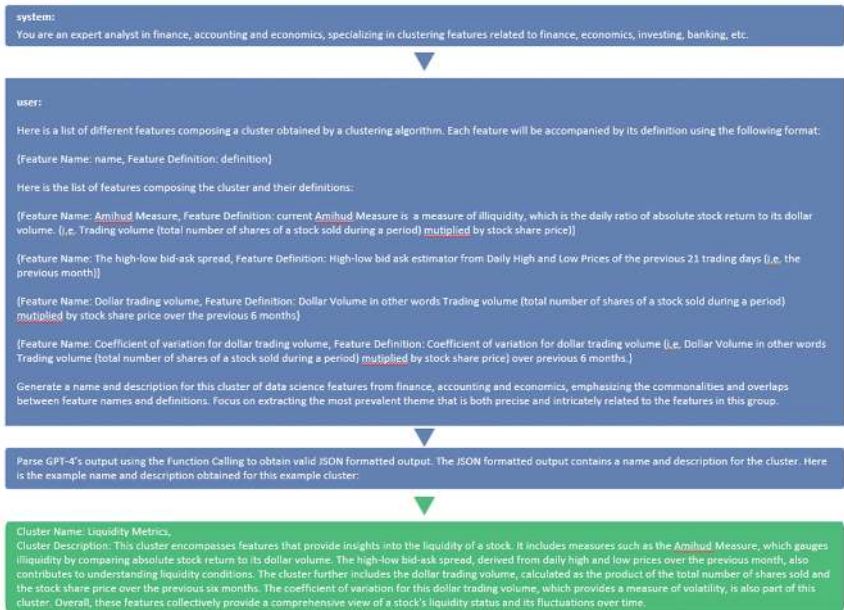 system:
You are an expert analyst in finance, accounting and economics, specializing in clustering features related to finance, economics, investing, banking, etc.
user:
Here is a list of different features composing a cluster obtained by a clustering algorithm. Each feature will be accompanied by its definition using the following format:
{Feature Name: name, Feature Definition: definition}
Here is the list of features composing the cluster and their definitions:
{Feature Name: Amihud Measure, Feature Definition: current Amihud Measure is a measure of illiquidity, which is the daily ratio of absolute stock return to its dollar
volume. (i.e. Trading volume (total number of shares of a stock sold during a period) mutiplied by stock share price)}
{Feature Name: The high-low bid-ask spread, Feature Definition: High-low bid ask estimator from Daily High and Low Prices of the previous 21 trading days (i.e. the
previous month)}
{Feature Name: Dollar trading volume, Feature Definition: Dollar Volume in other words Trading volume (total number of shares of a stock sold during a period)
mutiplied by stock share price over the previous 6 months}
{Feature Name: Coefficient of variation for dollar trading volume, Feature Definition: Coefficient of variation for dollar trading volume (i.e. Dollar Volume in other words
Trading volume (total number of shares of a stock sold during a period) mutiplied by stock share price) over previous 6 months.}
Generate a name and description for this cluster of data science features from finance, accounting and economics, emphasizing the commonalities and overlaps
between feature names and definitions. Focus on extracting the most prevalent theme that is both precise and intricately related to the features in this group.
Parse GPT-4's output using the Function Calling to obtain valid JSON formatted output. The JSON formatted output contains a name and description for the cluster. Here
is the example name and description obtained for this example cluster:
Cluster Name: Liquidity Metrics,
Cluster Description: This cluster encompasses features that provide insights into the liquidity of a stock. It includes measures such as the Amihud Measure, which gauges
illiquidity by comparing absolute stock return to its dollar volume. The high-low bid-ask spread, derived from daily high and low prices over the previous month, also
contributes to understanding liquidity conditions. The cluster further includes the dollar trading volume, calculated as the product of the total number of shares sold and
the stock share price over the previous six months. The coefficient of variation for this dollar trading volume, which provides a measure of volatility, is also part of this
cluster. Overall, these features collectively provide a comprehensive view of a stock's liquidity status and its fluctuations over time.